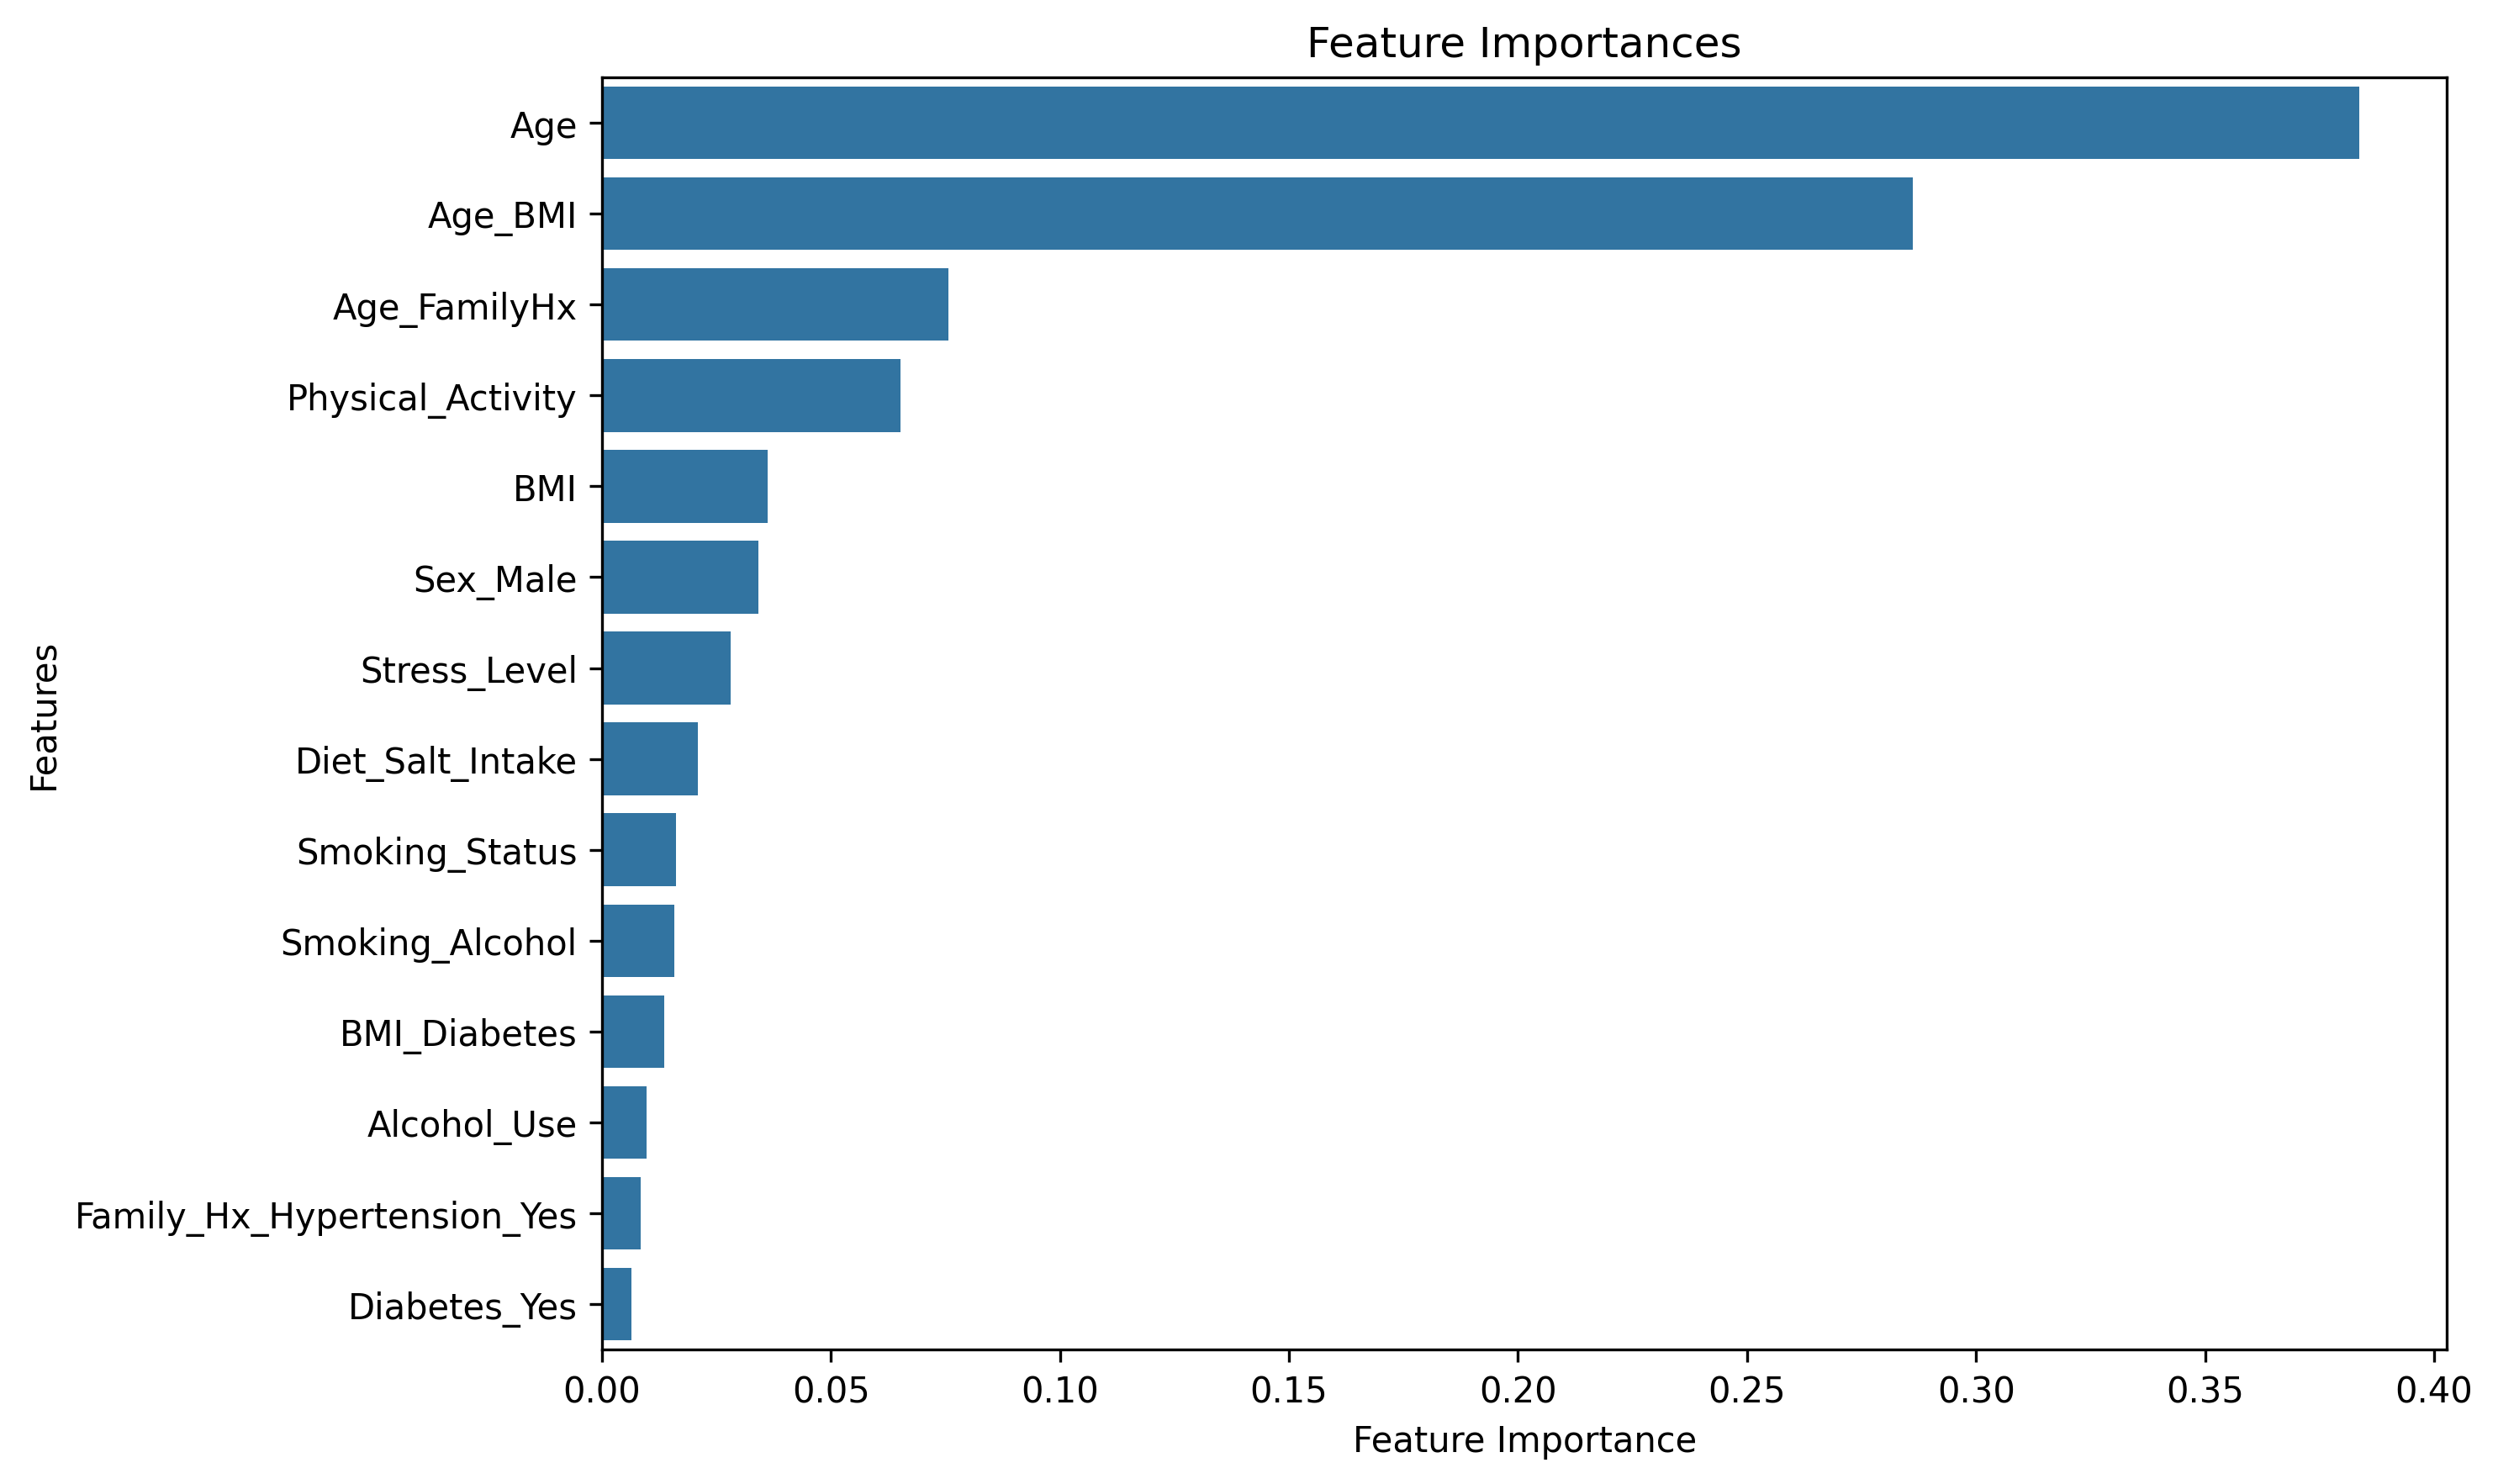 Feature Importances
Age
Age_BMI
Age_FamilyHx
Physical_Activity
BMI
Sex_Male
Stress_Level
Diet_Salt_Intake
Smoking_Status
Smoking_Alcohol
BMI_Diabetes
Alcohol_Use
Family_Hx_Hypertension_Yes
Diabetes_Yes
Features
0.00 0.05 0.10 0.15 0.20 0.25 0.30 0.35 0.40
Feature Importance